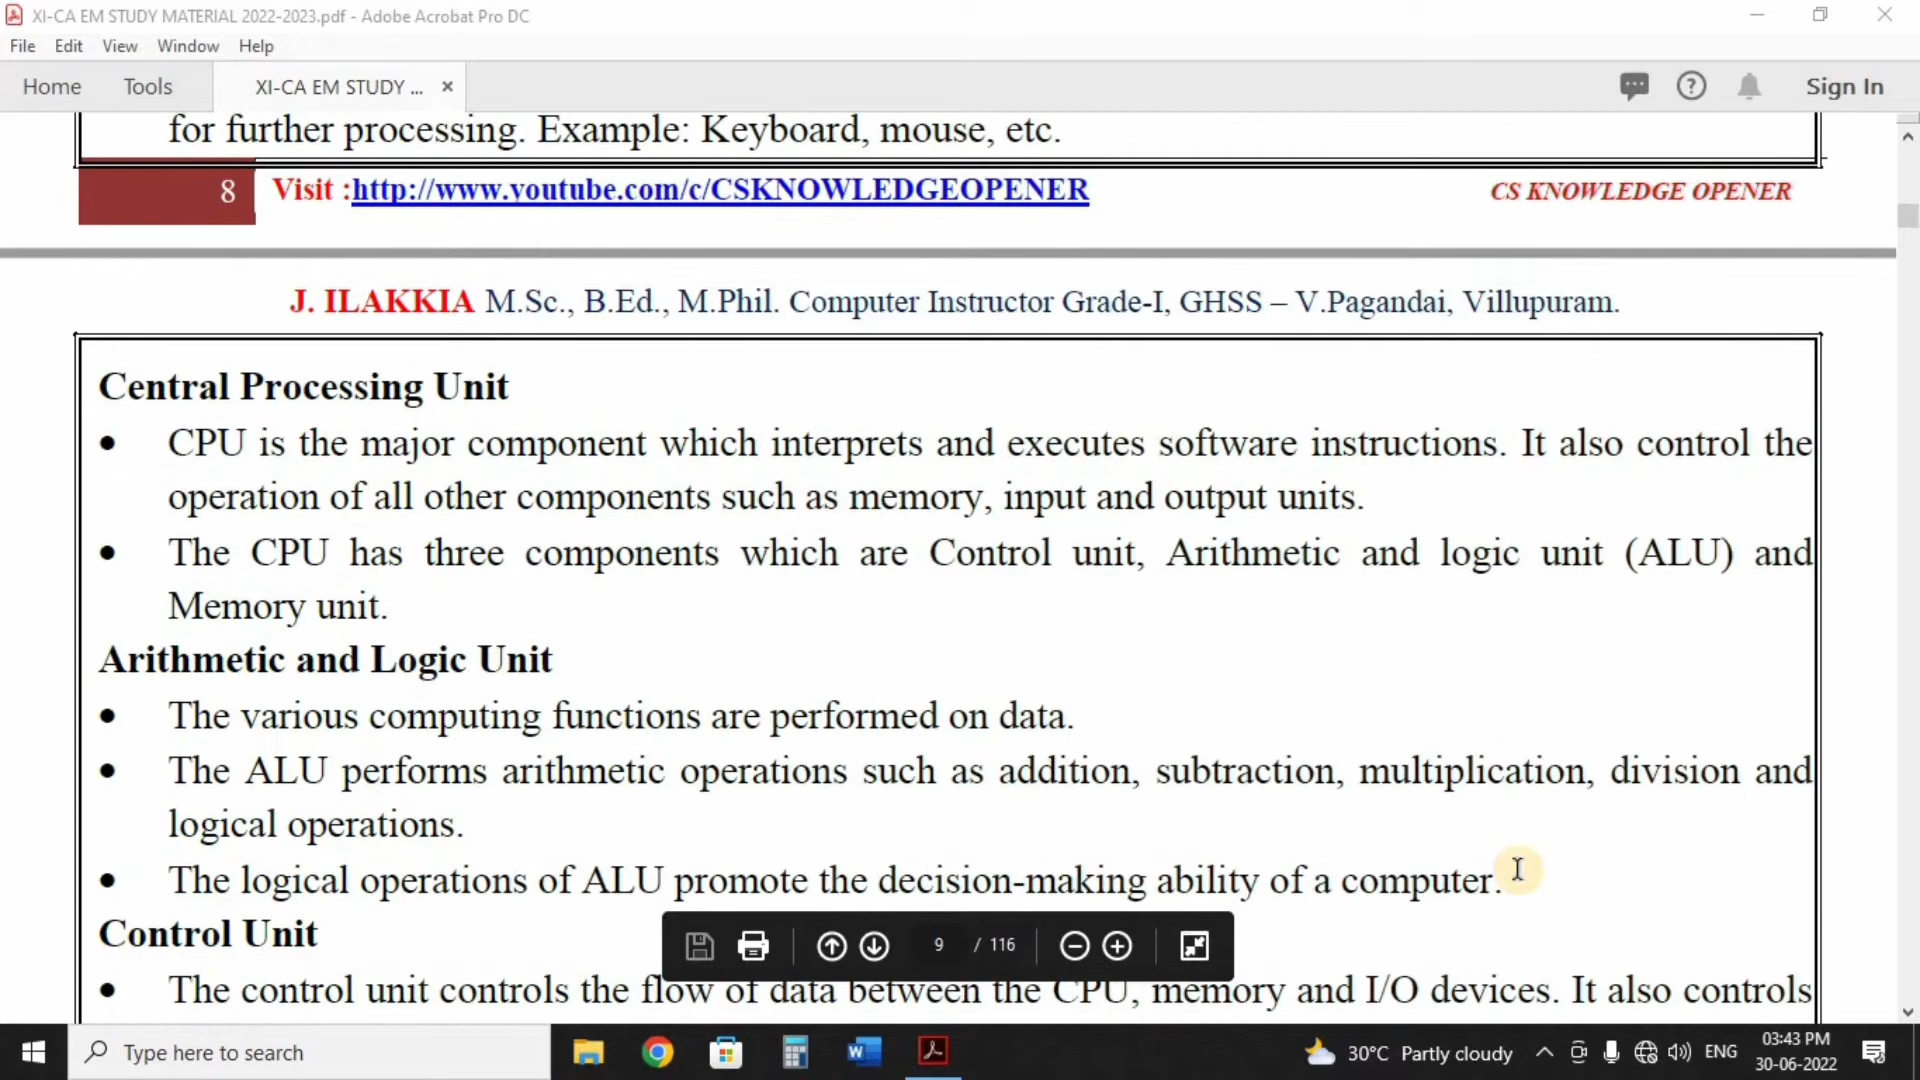 XI-CA EM STUDY MATERIAL 2022-2023.pdf - Adobe Acrobat Pro DC
File Edit View Window Help
Home Tools XI-CA EM STUDY ... × Sign In
for further processing. Example: Keyboard, mouse, etc.
8 Visit :http://www.youtube.com/c/CSKNOWLEDGEOPENER CS KNOWLEDGE OPENER
J. ILAKKIA M.Sc., B.Ed., M.Phil. Computer Instructor Grade-I, GHSS – V.Pagandai, Villupuram.
Central Processing Unit
• CPU is the major component which interprets and executes software instructions. It also control the
operation of all other components such as memory, input and output units.
• The CPU has three components which are Control unit, Arithmetic and logic unit (ALU) and
Memory unit.
Arithmetic and Logic Unit
• The various computing functions are performed on data.
• The ALU performs arithmetic operations such as addition, subtraction, multiplication, division and
logical operations.
• The logical operations of ALU promote the decision-making ability of a computer.
Control Unit
9 / 116
• The control unit controls the flow of data between the CPU, memory and I/O devices. It also controls
Type here to search
30°C Partly cloudy
ENG
03:43 PM
30-06-2022